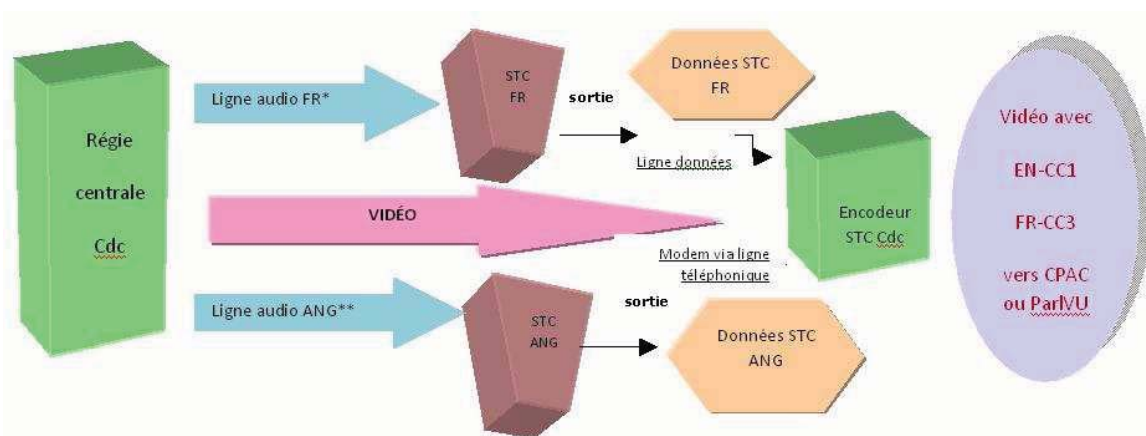 Régie
centrale
Cdc
Ligne audio FR*
STC
FR
sortie
Données STC
FR
Ligne données
VIDÉO
Encodeur
STC Cdc
Modem via ligne
téléphonique
Ligne audio ANG**
STC
ANG
sortie
Données STC
ANG
Vidéo avec
EN-CC1
FR-CC3
vers CPAC
ou ParlVU